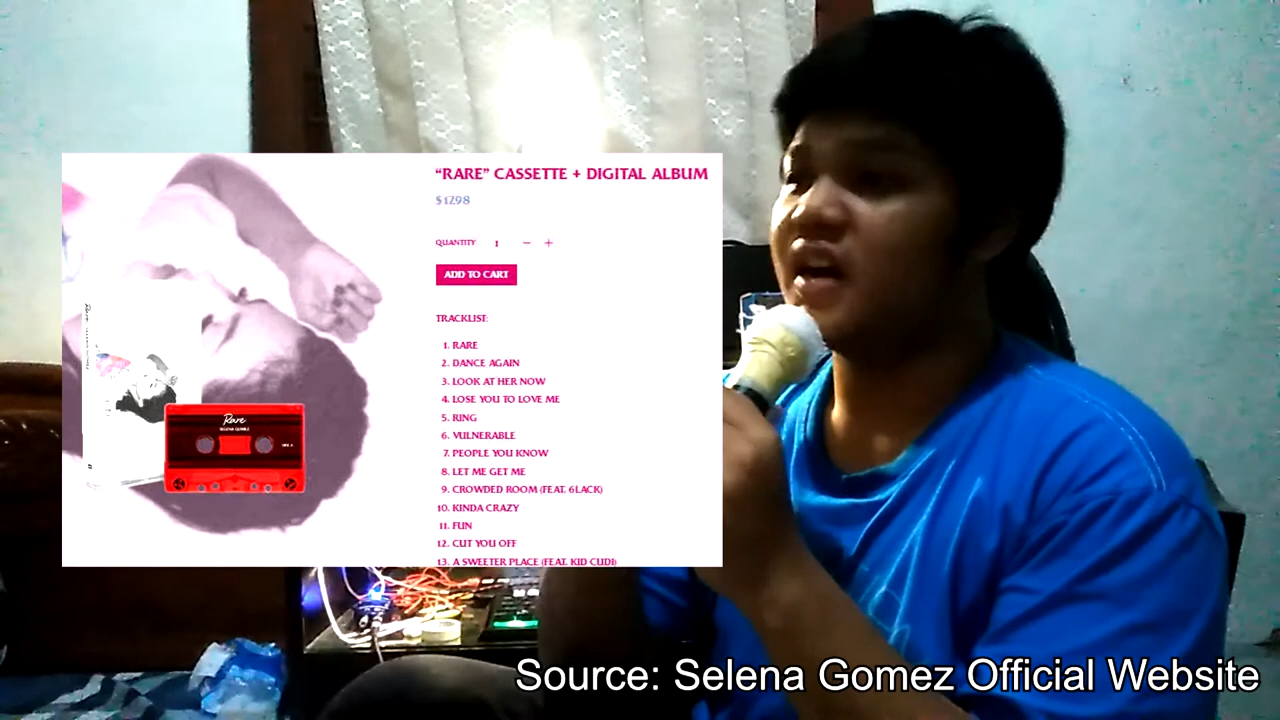 “RARE” CASSETTE + DIGITAL ALBUM
$17.98
QUANTITY 1 − +
ADD TO CART
TRACKLIST:
1. RARE
2. DANCE AGAIN
3. LOOK AT HER NOW
4. LOSE YOU TO LOVE ME
5. RING
6. VULNERABLE
7. PEOPLE YOU KNOW
8. LET ME GET ME
9. CROWDED ROOM (FEAT. 6LACK)
10. KINDA CRAZY
11. FUN
12. CUT YOU OFF
13. A SWEETER PLACE (FEAT. KID CUDI)
Rare
SELENA GOMEZ
Source: Selena Gomez Official Website